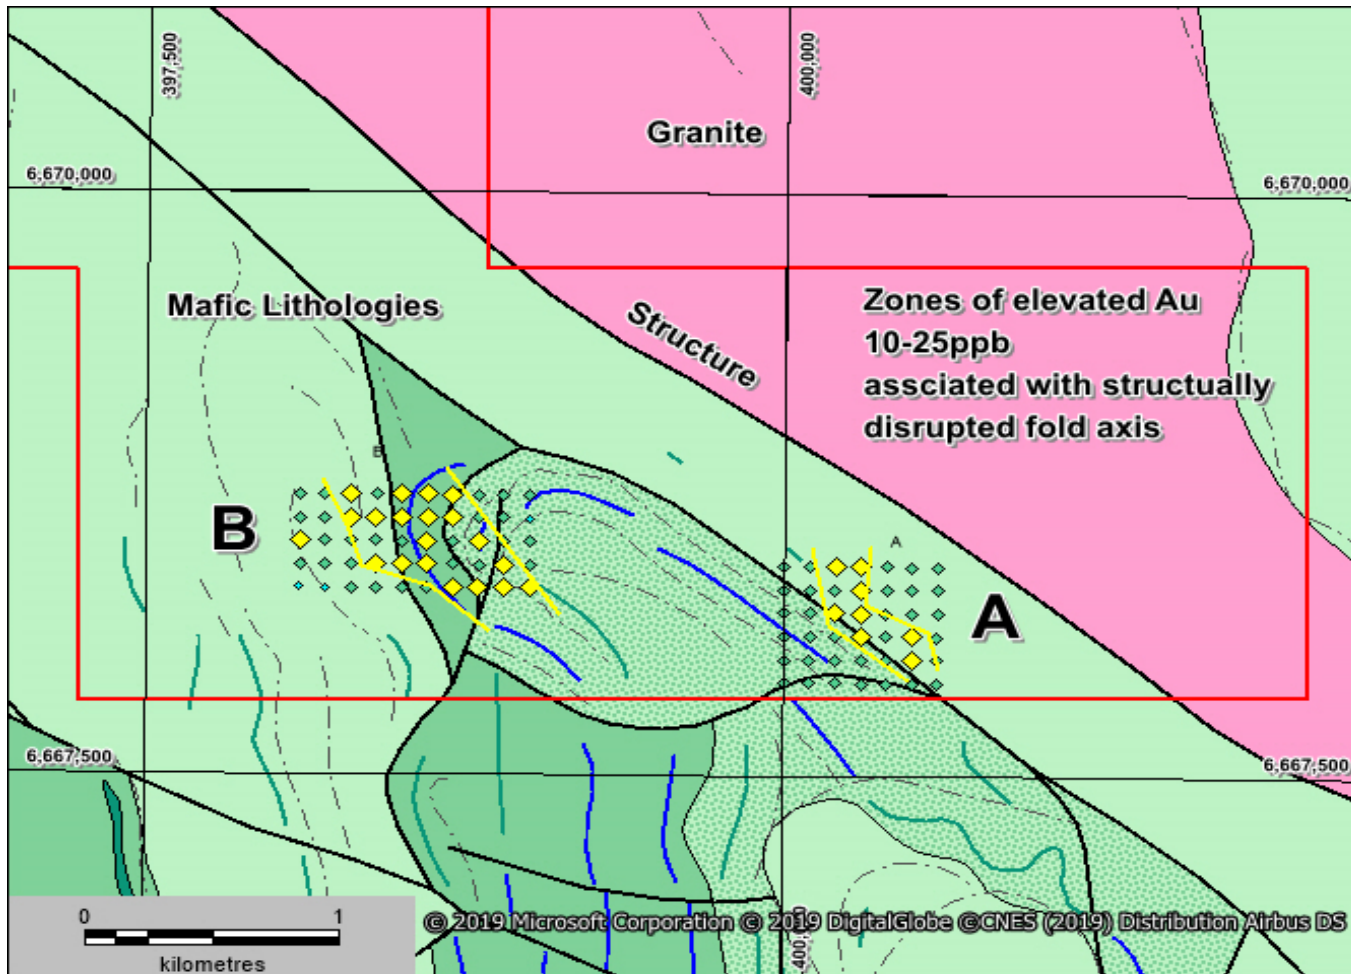 397,500
400,000
Granite
6,670,000
6,670,000
Mafic Lithologies
Structure
Zones of elevated Au
10-25ppb
assciated with structually
disrupted fold axis
B
B
A
A
6,667,500
6,667,500
0 1
kilometres
400,000
© 2019 Microsoft Corporation © 2019 DigitalGlobe ©CNES (2019) Distribution Airbus DS